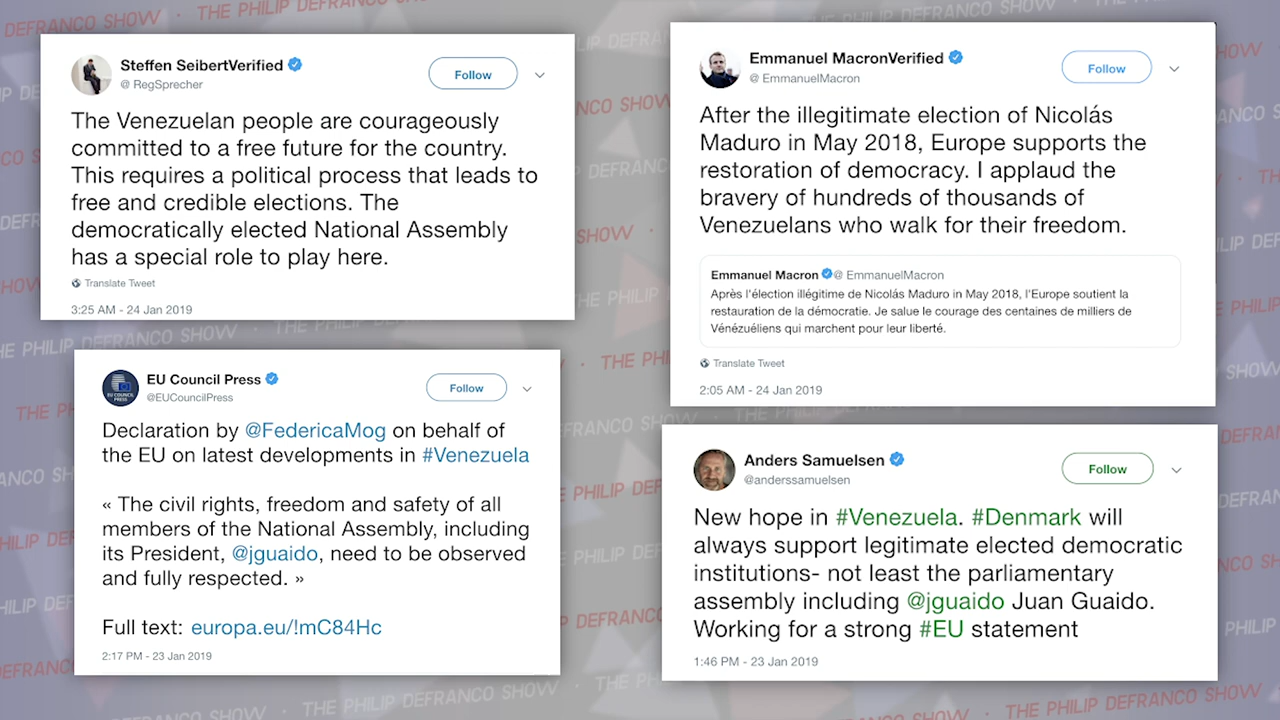 THE PHILIP DEFRANCO SHOW
Steffen SeibertVerified
@ RegSprecher
Follow
The Venezuelan people are courageously
committed to a free future for the country.
This requires a political process that leads to
free and credible elections. The
democratically elected National Assembly
has a special role to play here.
Translate Tweet
3:25 AM - 24 Jan 2019
Emmanuel MacronVerified
@ EmmanuelMacron
Follow
After the illegitimate election of Nicolás
Maduro in May 2018, Europe supports the
restoration of democracy. I applaud the
bravery of hundreds of thousands of
Venezuelans who walk for their freedom.
Emmanuel Macron @ EmmanuelMacron
Après l'élection illégitime de Nicolás Maduro in May 2018, l'Europe soutient la
restauration de la démocratie. Je salue le courage des centaines de milliers de
Vénézuéliens qui marchent pour leur liberté.
Translate Tweet
2:05 AM - 24 Jan 2019
EU Council Press
@EUCouncilPress
Follow
Declaration by @FedericaMog on behalf of
the EU on latest developments in #Venezuela
« The civil rights, freedom and safety of all
members of the National Assembly, including
its President, @jguaido, need to be observed
and fully respected. »
Full text: europa.eu/!mC84Hc
2:17 PM - 23 Jan 2019
Anders Samuelsen
@anderssamuelsen
Follow
New hope in #Venezuela. #Denmark will
always support legitimate elected democratic
institutions- not least the parliamentary
assembly including @jguaido Juan Guaido.
Working for a strong #EU statement
1:46 PM - 23 Jan 2019
THE PHILIP DEFRANCO SHOW